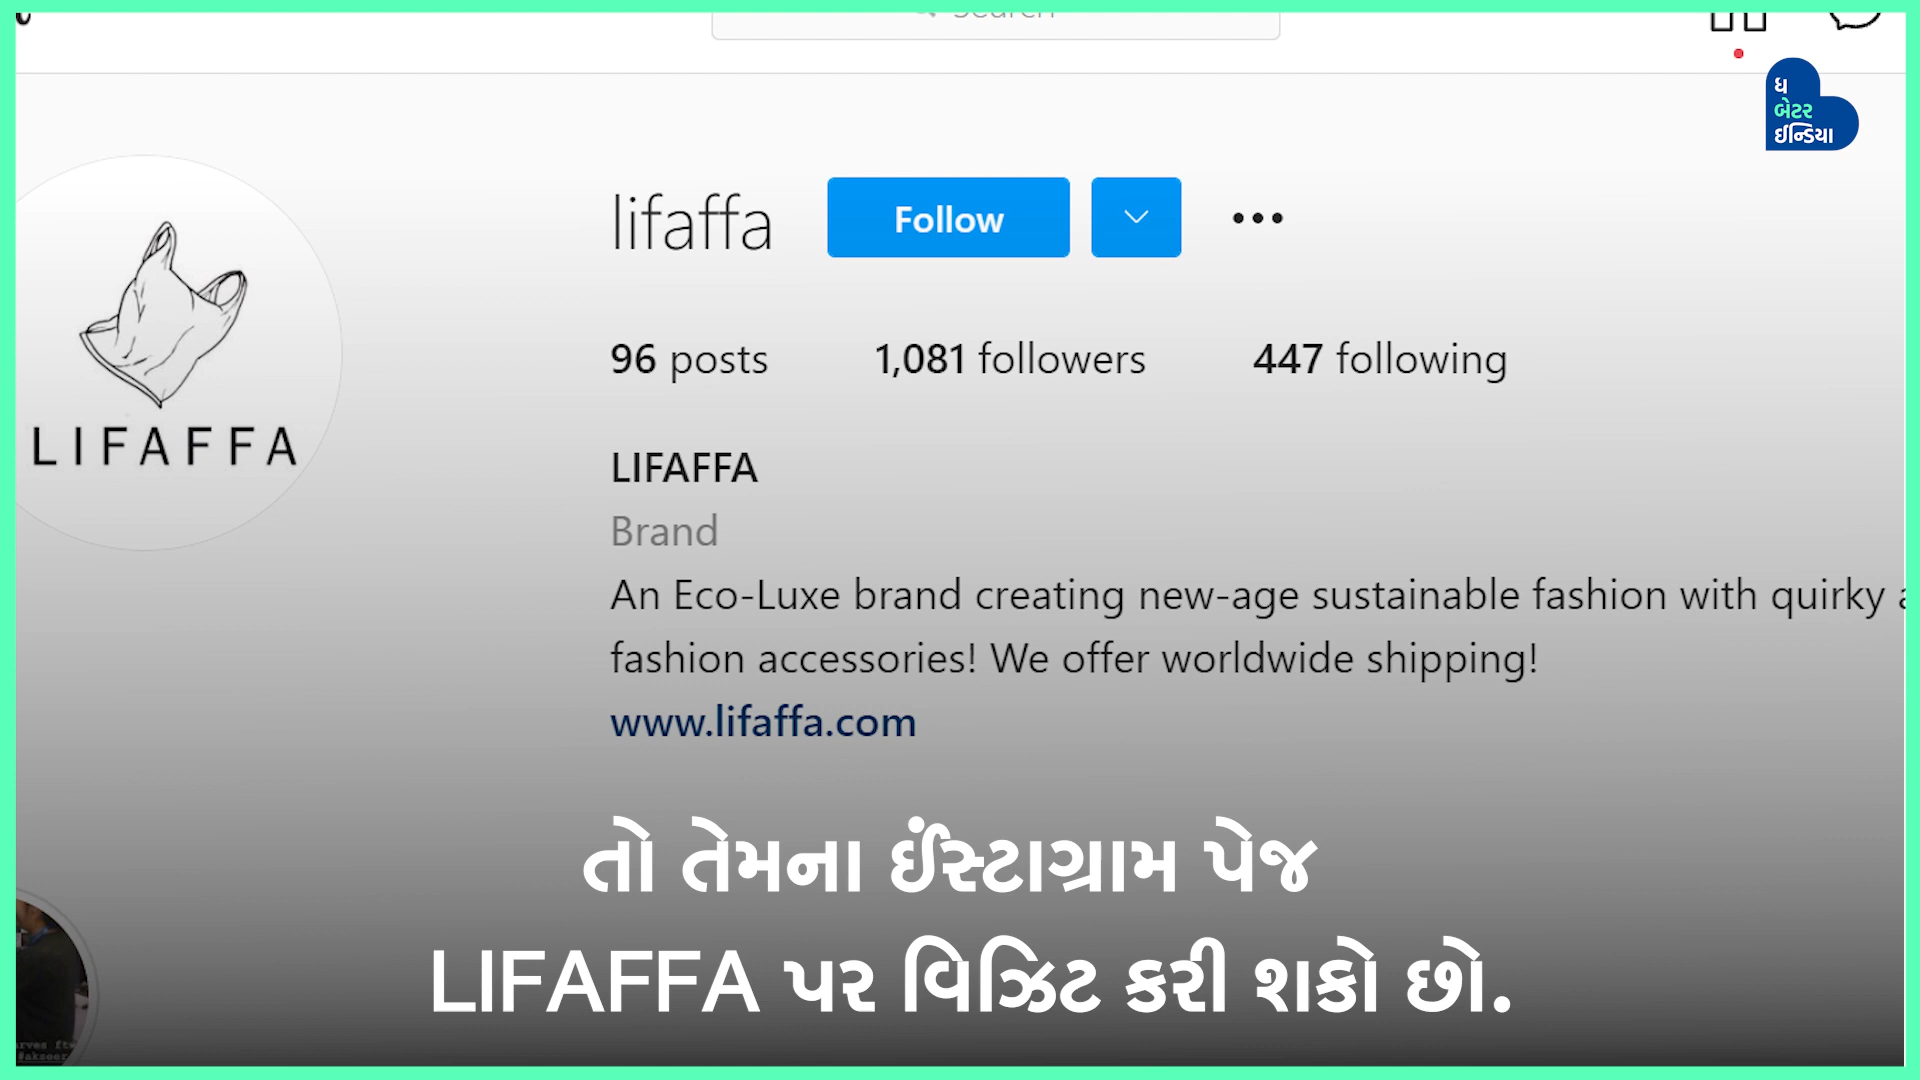 ધ
બેટર
ઈન્ડિયા
lifaffa Follow
96 posts 1,081 followers 447 following
LIFAFFA
LIFAFFA
Brand
An Eco-Luxe brand creating new-age sustainable fashion with quirky
fashion accessories! We offer worldwide shipping!
www.lifaffa.com
તો તેમના ઈંસ્ટાગ્રામ પેજ
LIFAFFA પર વિઝિટ કરી શકો છો.